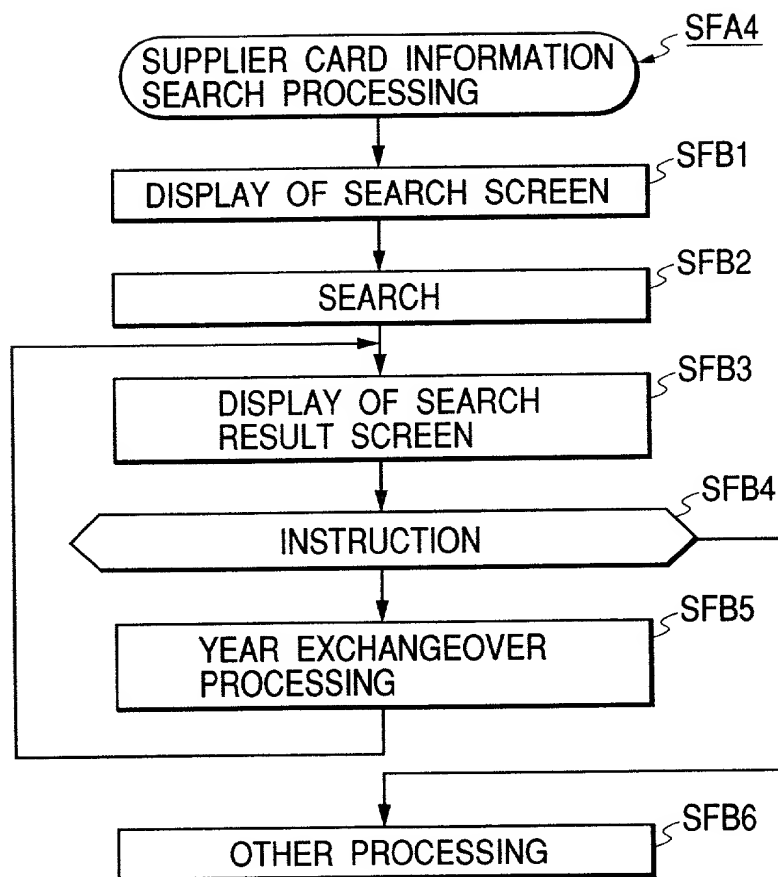 SFA4
SUPPLIER CARD INFORMATION
SEARCH PROCESSING
SFB1
DISPLAY OF SEARCH SCREEN
SFB2
SEARCH
SFB3
DISPLAY OF SEARCH
RESULT SCREEN
SFB4
INSTRUCTION
SFB5
YEAR EXCHANGEOVER
PROCESSING
SFB6
OTHER PROCESSING